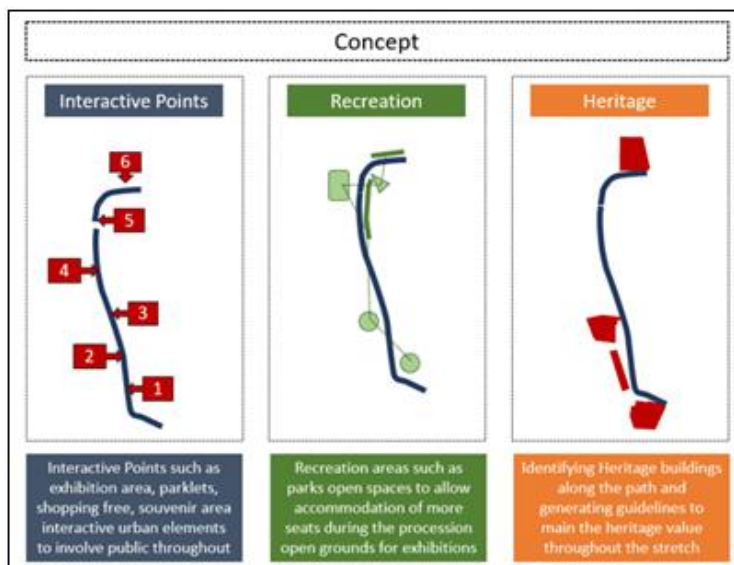 Concept
Interactive Points
6
5
4
3
2
1
Interactive Points such as
exhibition area, parklets,
shopping free, souvenir area
interactive urban elements
to involve public throughout
Recreation
Recreation areas such as
parks open spaces to allow
accommodation of more
seats during the procession
open grounds for exhibitions
Heritage
Identifying Heritage buildings
along the path and
generating guidelines to
main the heritage value
throughout the stretch